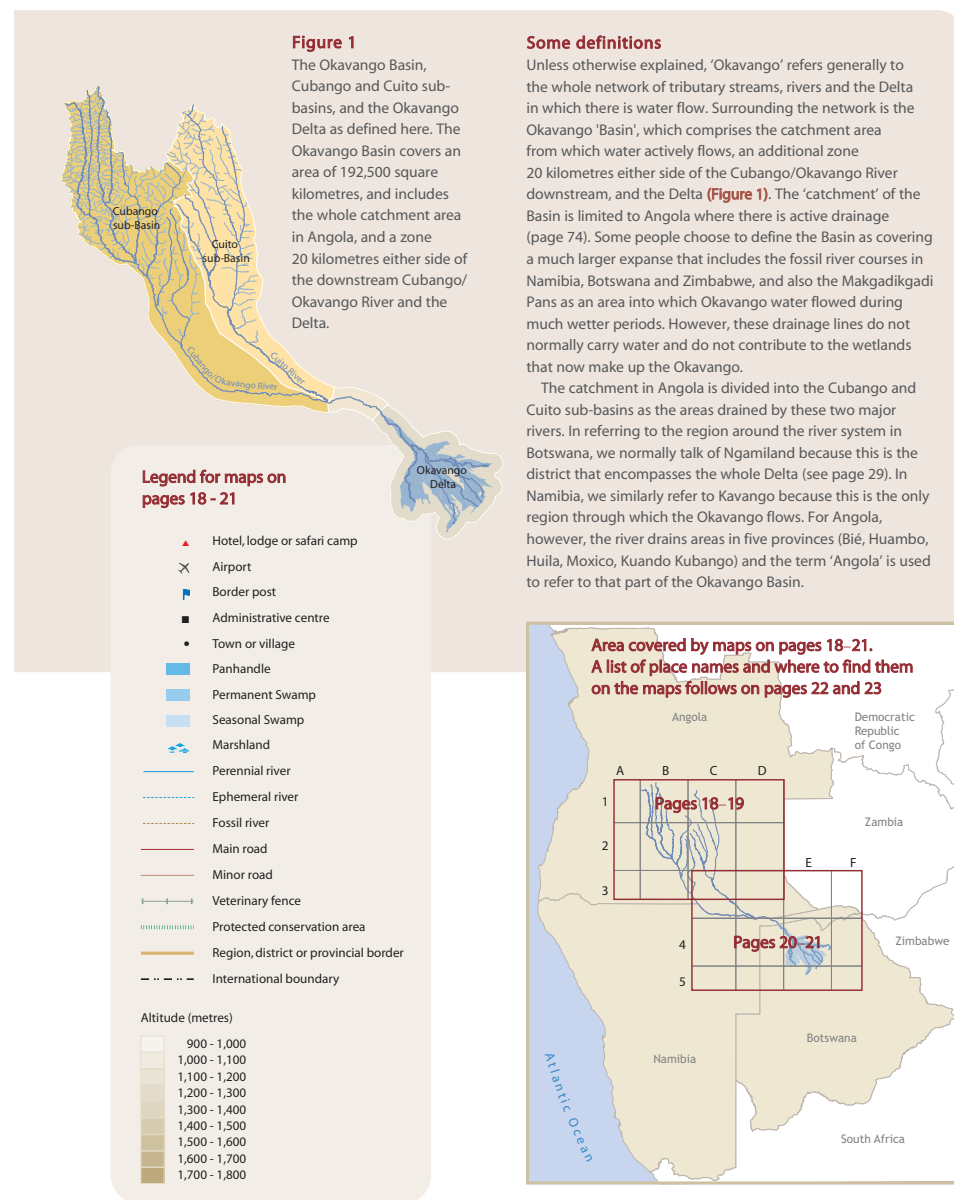 Figure 1
The Okavango Basin,
Cubango and Cuito sub-
basins, and the Okavango
Delta as defined here. The
Okavango Basin covers an
area of 192,500 square
kilometres, and includes
the whole catchment area
in Angola, and a zone
20 kilometres either side of
the downstream Cubango/
Okavango River and the
Delta.
Cubango
sub-Basin
Cuito
sub-Basin
Cubango/Okavango River
Cuito River
Okavango
Delta
Some definitions
Unless otherwise explained, ‘Okavango’ refers generally to
the whole network of tributary streams, rivers and the Delta
in which there is water flow. Surrounding the network is the
Okavango 'Basin', which comprises the catchment area
from which water actively flows, an additional zone
20 kilometres either side of the Cubango/Okavango River
downstream, and the Delta (Figure 1). The ‘catchment’ of the
Basin is limited to Angola where there is active drainage
(page 74). Some people choose to define the Basin as covering
a much larger expanse that includes the fossil river courses in
Namibia, Botswana and Zimbabwe, and also the Makgadikgadi
Pans as an area into which Okavango water flowed during
much wetter periods. However, these drainage lines do not
normally carry water and do not contribute to the wetlands
that now make up the Okavango.
The catchment in Angola is divided into the Cubango and
Cuito sub-basins as the areas drained by these two major
rivers. In referring to the region around the river system in
Botswana, we normally talk of Ngamiland because this is the
district that encompasses the whole Delta (see page 29). In
Namibia, we similarly refer to Kavango because this is the only
region through which the Okavango flows. For Angola,
however, the river drains areas in five provinces (Bié, Huambo,
Huila, Moxico, Kuando Kubango) and the term ‘Angola’ is used
to refer to that part of the Okavango Basin.
Legend for maps on
pages 18 - 21
Hotel, lodge or safari camp
Airport
Border post
Administrative centre
Town or village
Panhandle
Permanent Swamp
Seasonal Swamp
Marshland
Perennial river
Ephemeral river
Fossil river
Main road
Minor road
Veterinary fence
Protected conservation area
Region, district or provincial border
International boundary
Altitude (metres)
900 - 1,000
1,000 - 1,100
1,100 - 1,200
1,200 - 1,300
1,300 - 1,400
1,400 - 1,500
1,500 - 1,600
1,600 - 1,700
1,700 - 1,800
Area covered by maps on pages 18–21.
A list of place names and where to find them
on the maps follows on pages 22 and 23
Angola
Democratic
Republic
of Congo
A B C D
1
Pages 18–19
Zambia
2
E F
3
4
Pages 20–21
Zimbabwe
5
Botswana
Namibia
Atlantic Ocean
South Africa